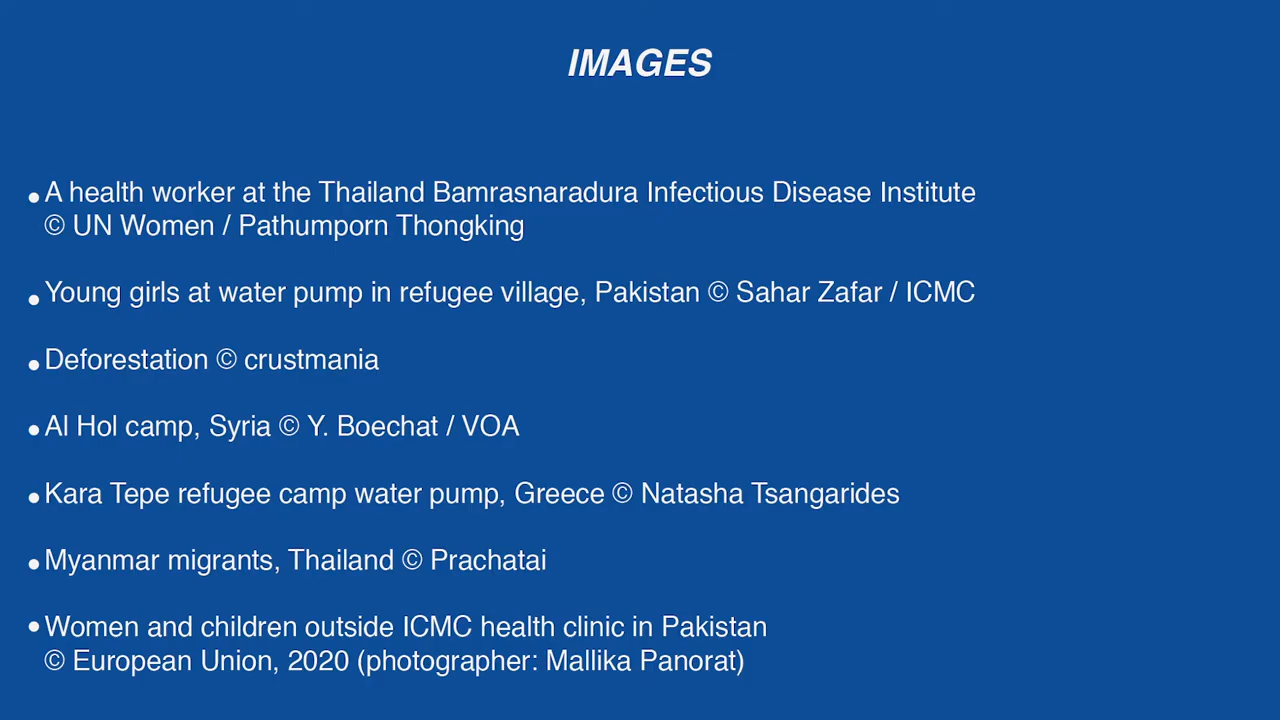 IMAGES
• A health worker at the Thailand Bamrasnaradura Infectious Disease Institute
© UN Women / Pathumporn Thongking
• Young girls at water pump in refugee village, Pakistan © Sahar Zafar / ICMC
• Deforestation © crustmania
• Al Hol camp, Syria © Y. Boechat / VOA
• Kara Tepe refugee camp water pump, Greece © Natasha Tsangarides
• Myanmar migrants, Thailand © Prachatai
• Women and children outside ICMC health clinic in Pakistan
© European Union, 2020 (photographer: Mallika Panorat)